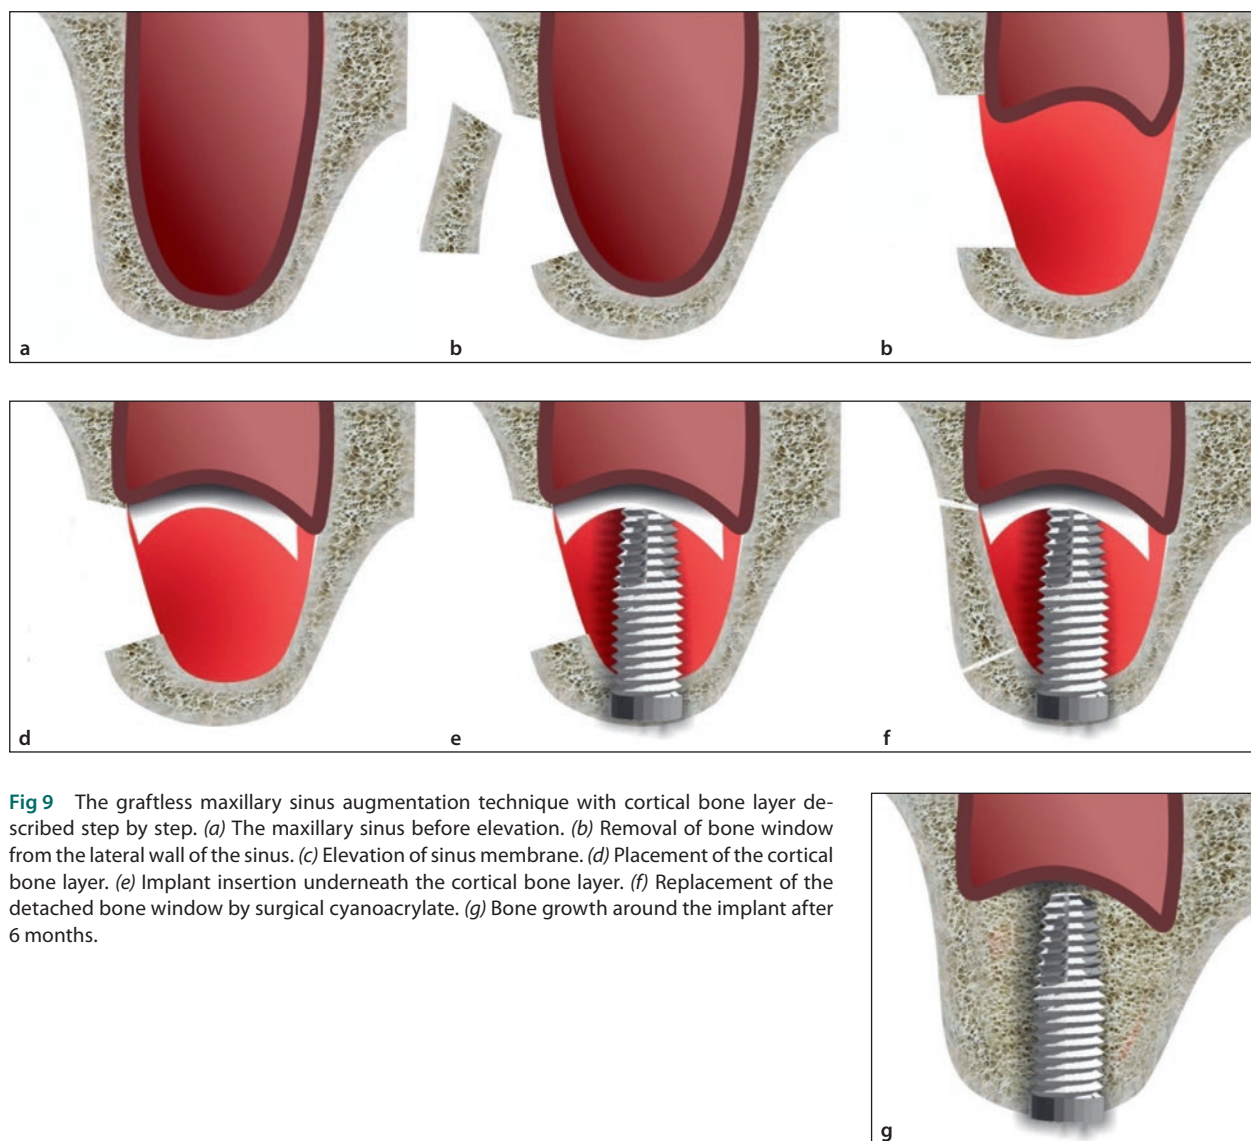 a
b
b
d
e
f
Fig 9 The graftless maxillary sinus augmentation technique with cortical bone layer de-
scribed step by step. (a) The maxillary sinus before elevation. (b) Removal of bone window
from the lateral wall of the sinus. (c) Elevation of sinus membrane. (d) Placement of the cortical
bone layer. (e) Implant insertion underneath the cortical bone layer. (f) Replacement of the
detached bone window by surgical cyanoacrylate. (g) Bone growth around the implant after
6 months.
g